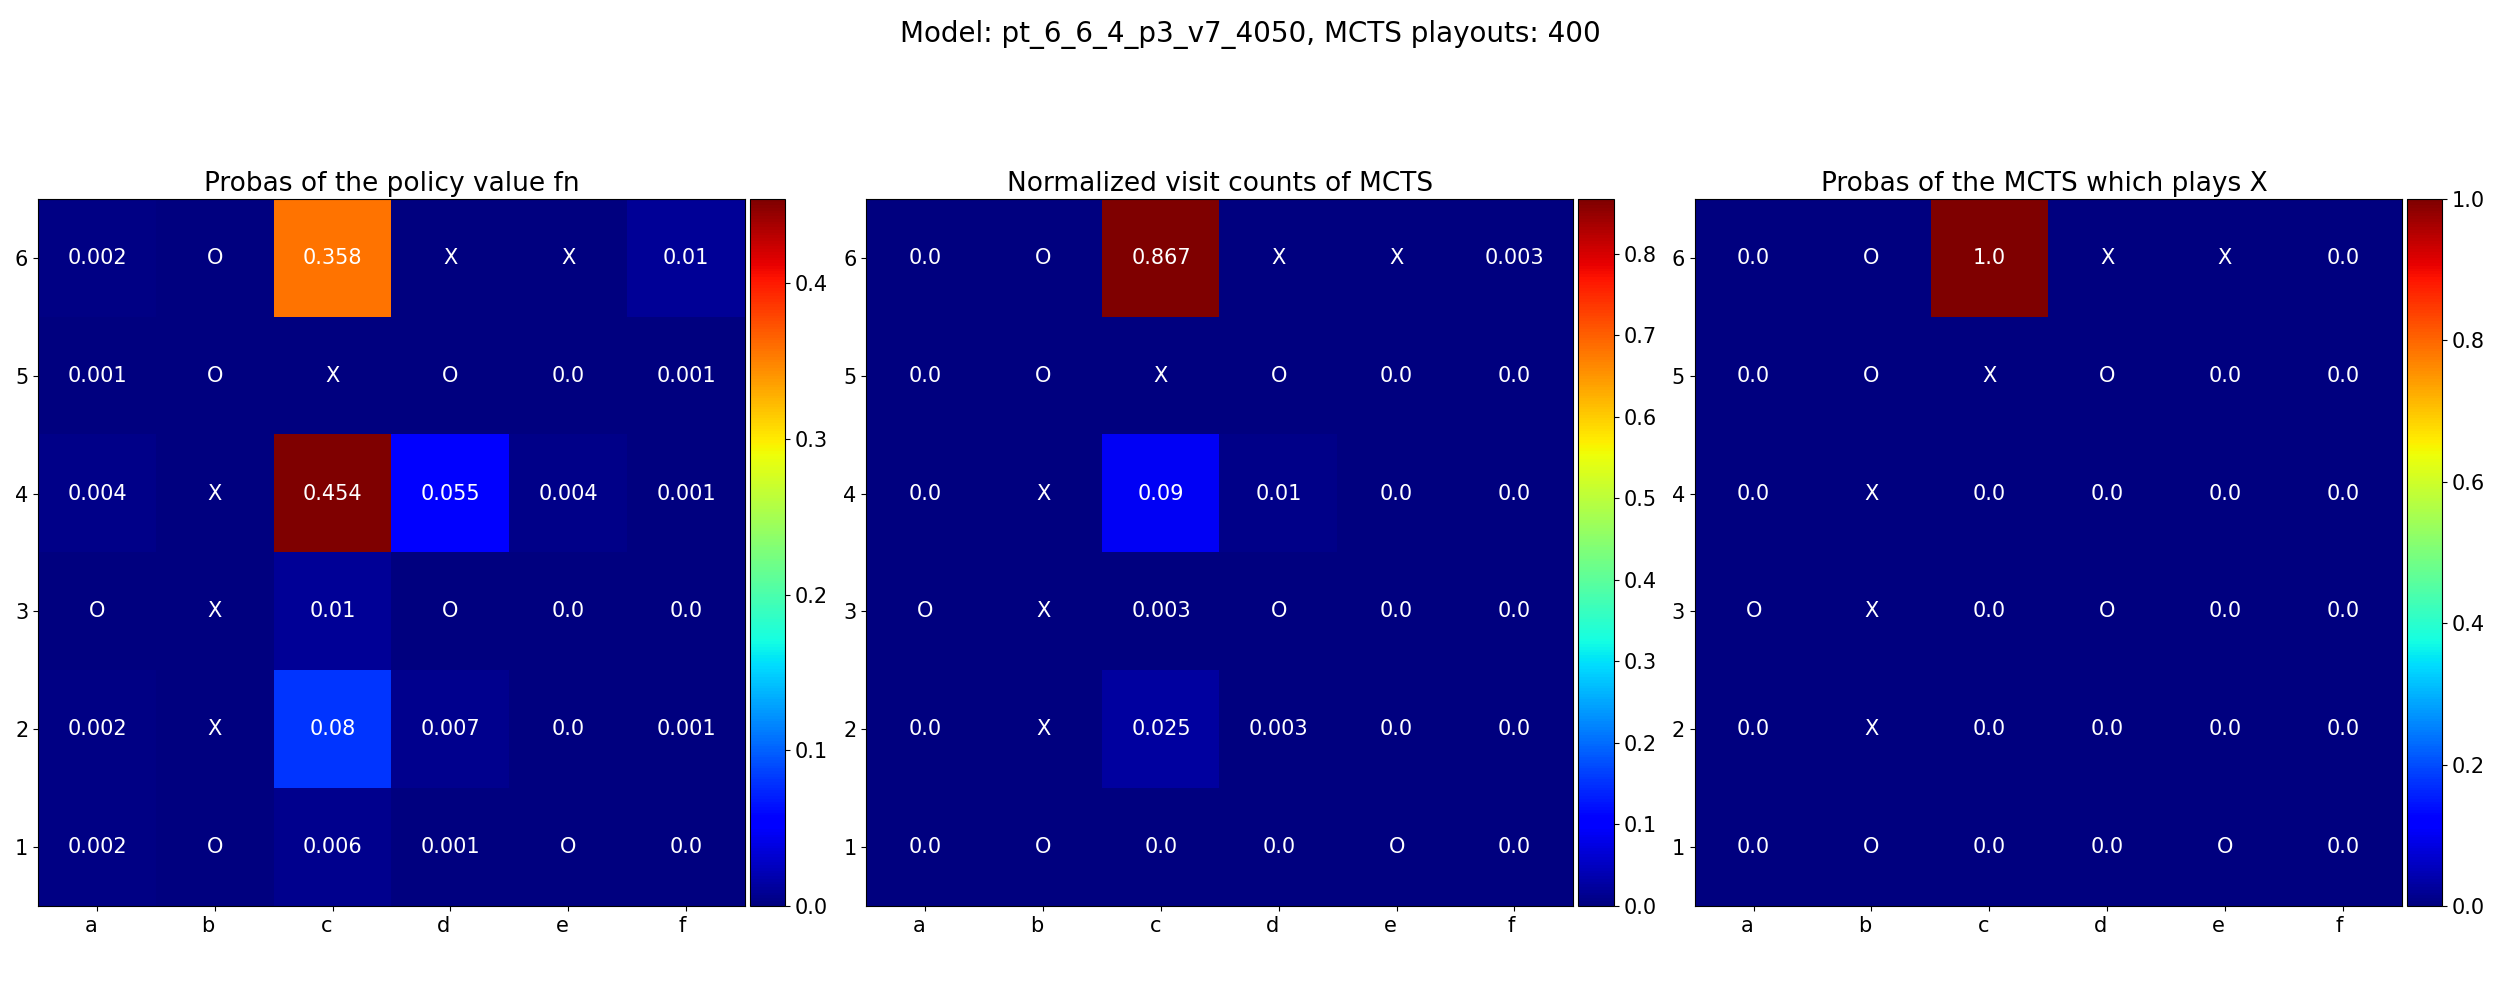 Model: pt_6_6_4_p3_v7_4050, MCTS playouts: 400
Probas of the policy value fn
6 0.002 O 0.358 X X 0.01
5 0.001 O X O 0.0 0.001
4 0.004 X 0.454 0.055 0.004 0.001
3 O X 0.01 O 0.0 0.0
2 0.002 X 0.08 0.007 0.0 0.001
1 0.002 O 0.006 0.001 O 0.0
a b c d e f
0.4
0.3
0.2
0.1
0.0
Normalized visit counts of MCTS
6 0.0 O 0.867 X X 0.003
5 0.0 O X O 0.0 0.0
4 0.0 X 0.09 0.01 0.0 0.0
3 O X 0.003 O 0.0 0.0
2 0.0 X 0.025 0.003 0.0 0.0
1 0.0 O 0.0 0.0 O 0.0
a b c d e f
0.8
0.7
0.6
0.5
0.4
0.3
0.2
0.1
0.0
Probas of the MCTS which plays X
6 0.0 O 1.0 X X 0.0
5 0.0 O X O 0.0 0.0
4 0.0 X 0.0 0.0 0.0 0.0
3 O X 0.0 O 0.0 0.0
2 0.0 X 0.0 0.0 0.0 0.0
1 0.0 O 0.0 0.0 O 0.0
a b c d e f
1.0
0.8
0.6
0.4
0.2
0.0